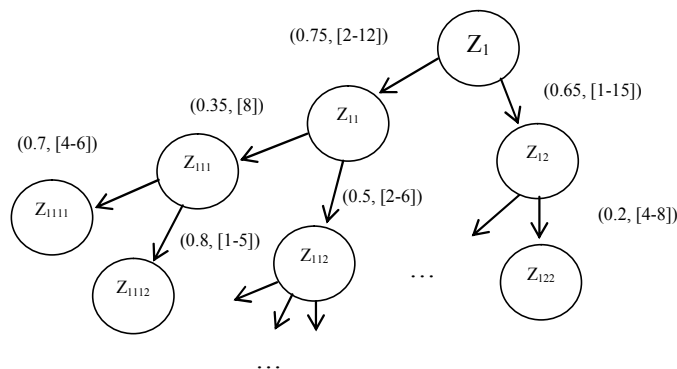 (0.75, [2-12])
Z1
(0.65, [1-15])
(0.35, [8])
Z11
(0.7, [4-6])
Z12
Z111
(0.5, [2-6])
Z1111
(0.2, [4-8])
(0.8, [1-5])
Z112
Z1112
...
Z122
...